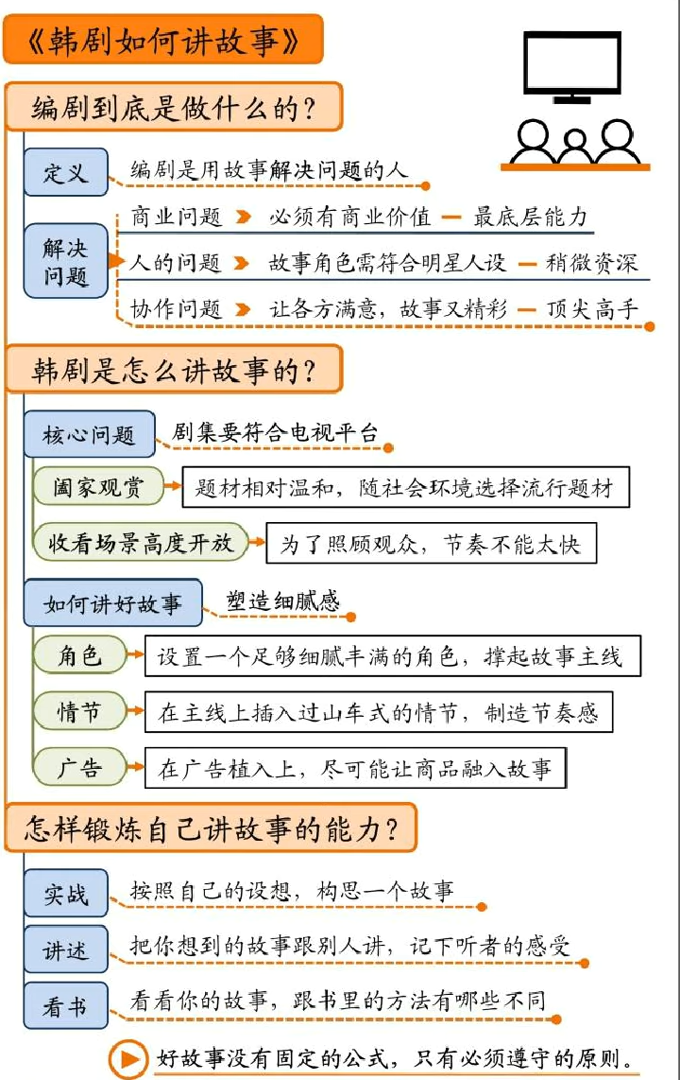 《韩剧如何讲故事》
编剧到底是做什么的？
定义 编剧是用故事解决问题的人
解决问题
商业问题 必须有商业价值 — 最底层能力
人的问题 故事角色需符合明星人设 — 稍微资深
协作问题 让各方满意，故事又精彩 — 顶尖高手
韩剧是怎么讲故事的？
核心问题 剧集要符合电视平台
阖家观赏 题材相对温和，随社会环境选择流行题材
收看场景高度开放 为了照顾观众，节奏不能太快
如何讲好故事 塑造细腻感
角色 设置一个足够细腻丰满的角色，撑起故事主线
情节 在主线上插入过山车式的情节，制造节奏感
广告 在广告植入上，尽可能让商品融入故事
怎样锻炼自己讲故事的能力？
实战 按照自己的设想，构思一个故事
讲述 把你想到的故事跟别人讲，记下听者的感受
看书 看看你的故事，跟书里的方法有哪些不同
好故事没有固定的公式，只有必须遵守的原则。